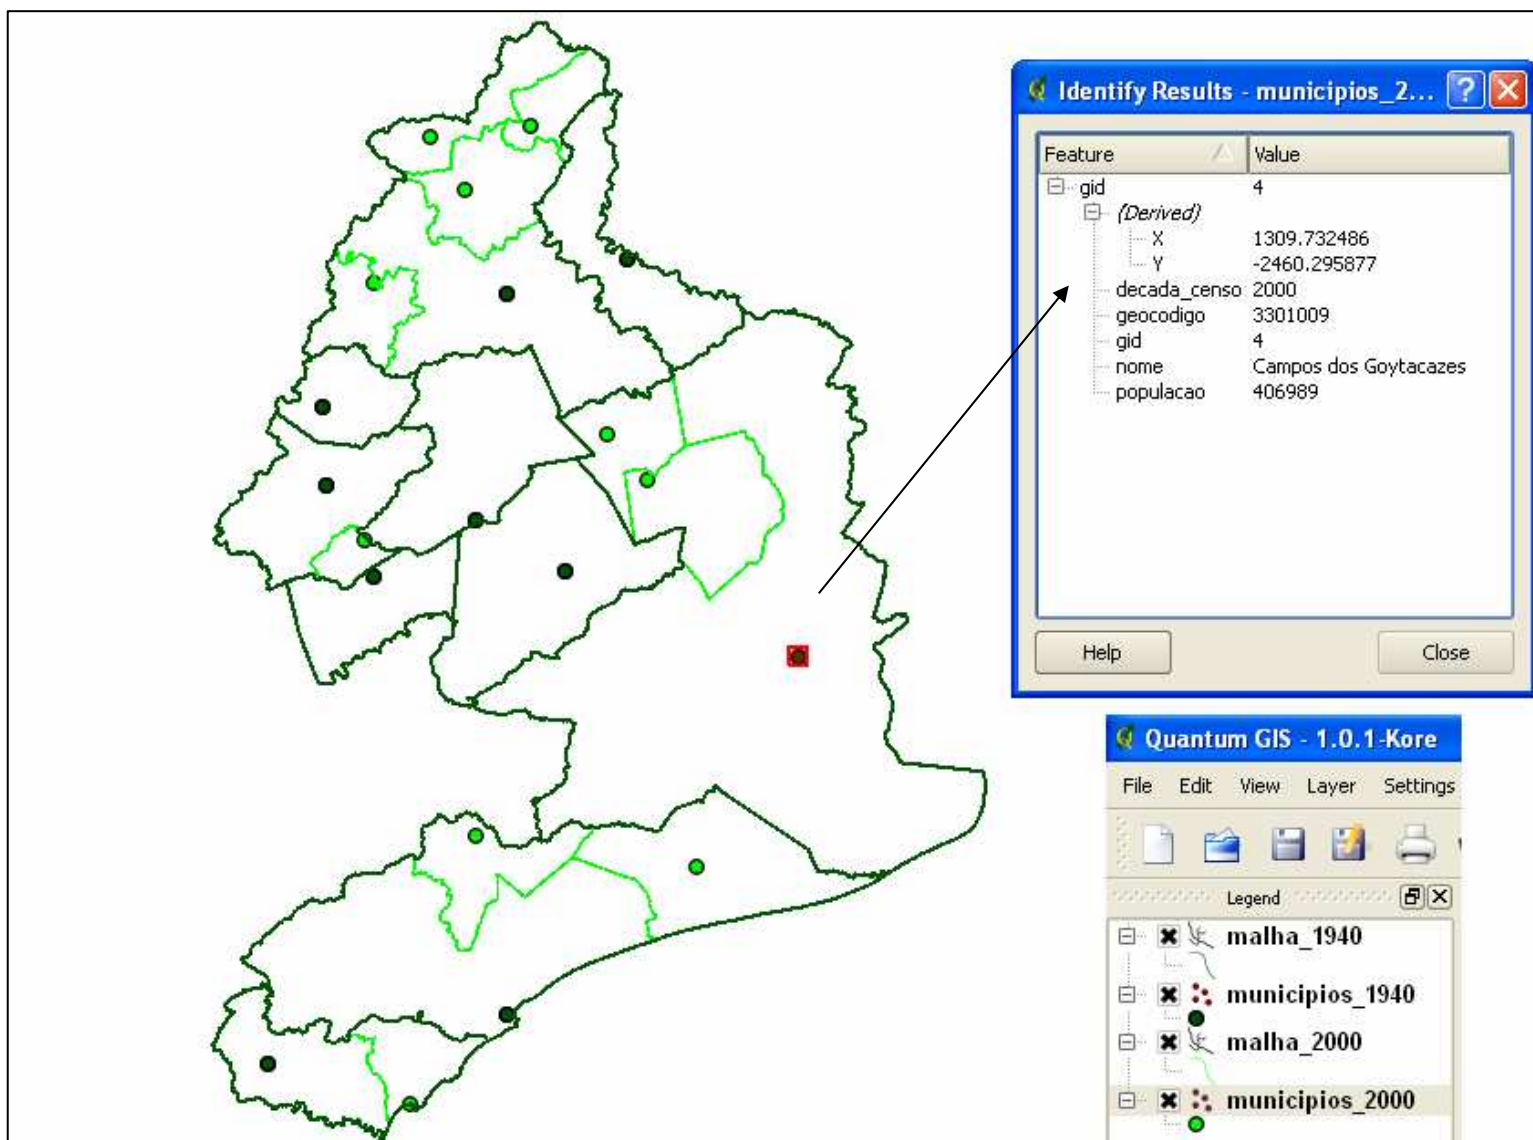 Identify Results - municipios_2...
Feature Value
gid 4
(Derived)
X 1309.732486
Y -2460.295877
decada_censo 2000
geocodigo 3301009
gid 4
nome Campos dos Goytacazes
populacao 406989
Help Close
Quantum GIS - 1.0.1-Kore
File Edit View Layer Settings
Legend
malha_1940
municipios_1940
malha_2000
municipios_2000